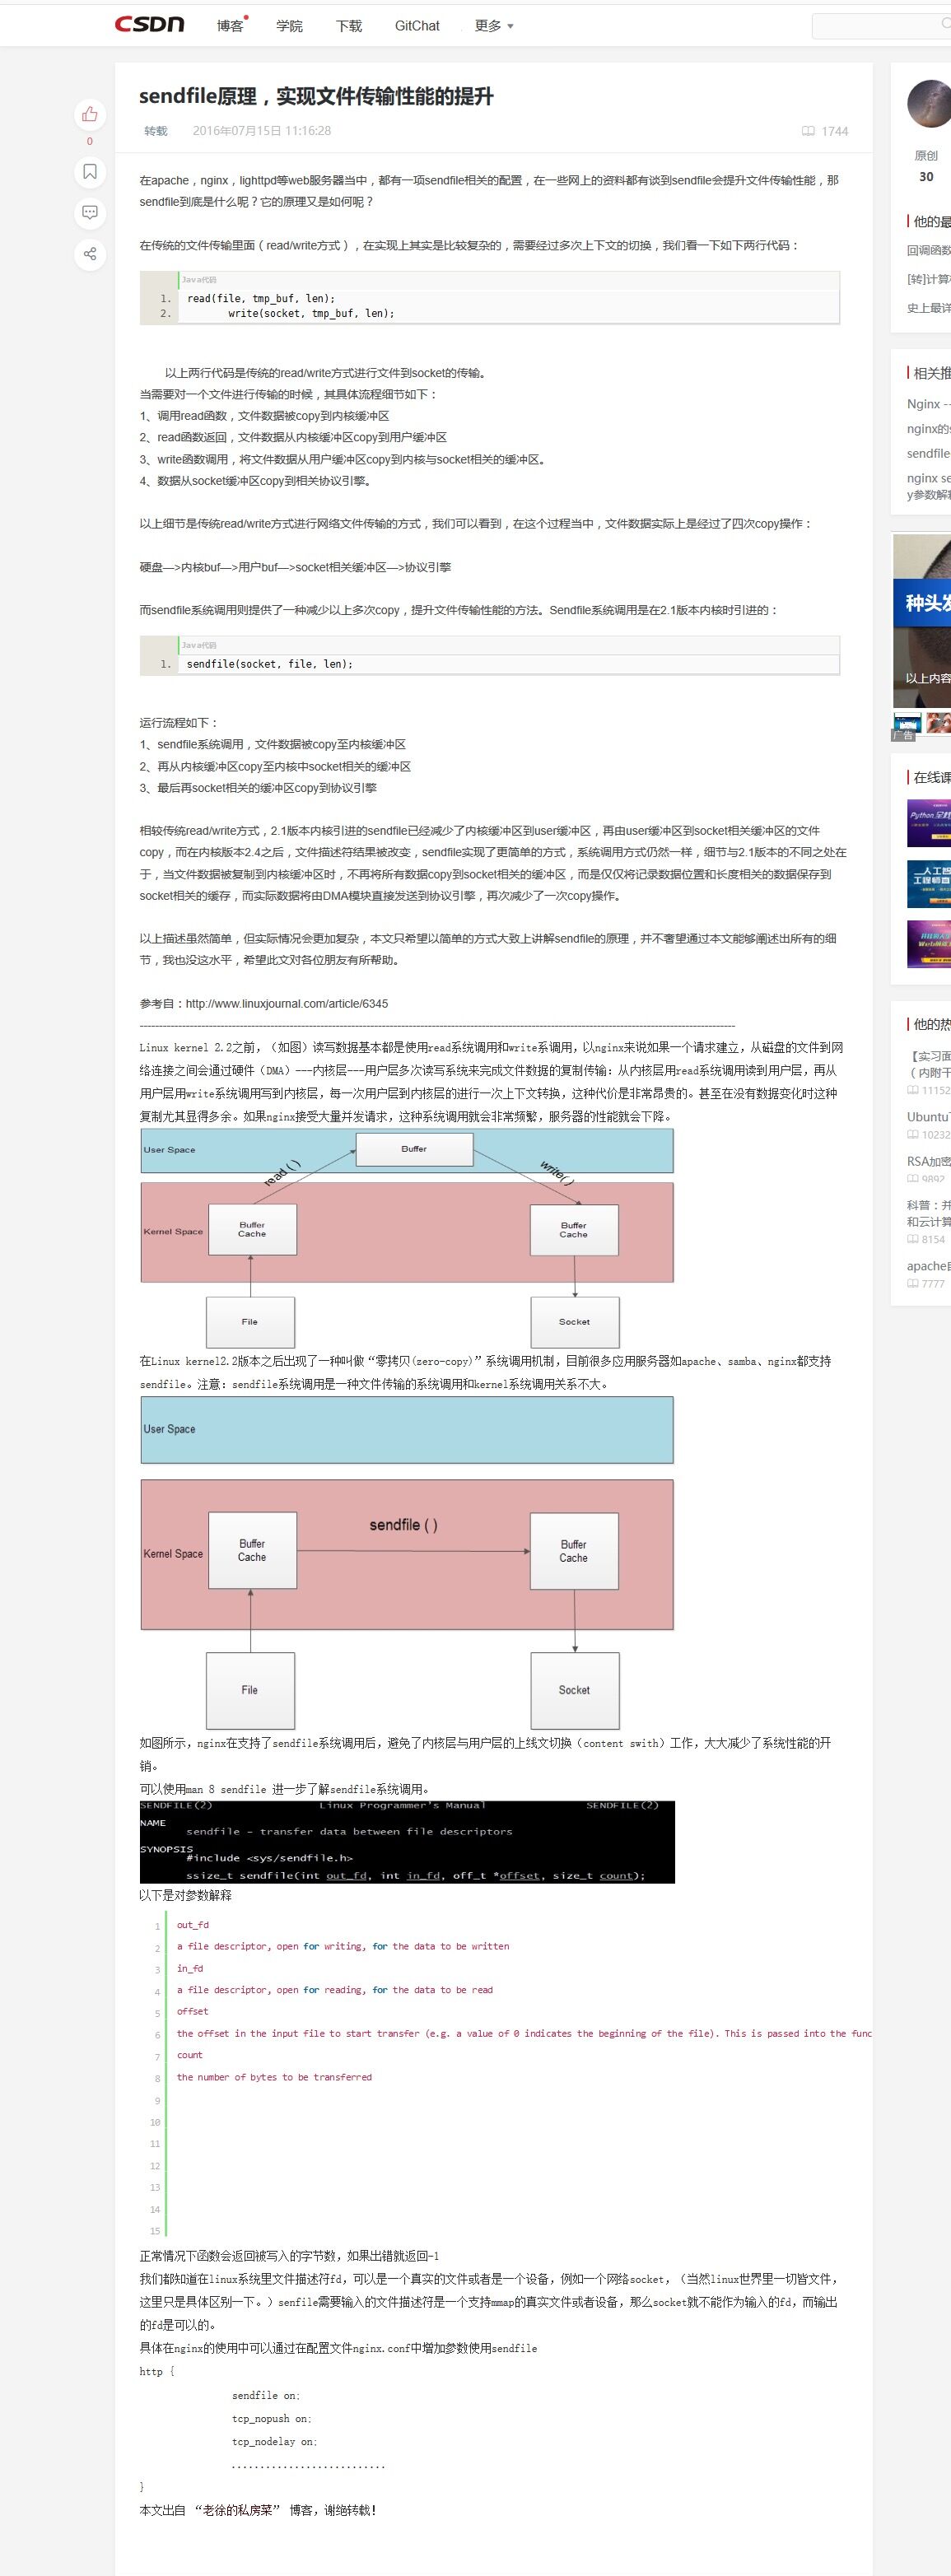 CSDN 博客 学院 下载 GitChat 更多
sendfile原理，实现文件传输性能的提升
转载 2016年07月15日 11:16:28 1744
0
在apache，nginx，lighttpd等web服务器当中，都有一项sendfile相关的配置，在一些网上的资料都有谈到sendfile会提升文件传输性能，那
sendfile到底是什么呢？它的原理又是如何呢？
在传统的文件传输里面（read/write方式），在实现上其实是比较复杂的，需要经过多次上下文的切换，我们看一下如下两行代码：
Java代码
1. read(file, tmp_buf, len);
2. write(socket, tmp_buf, len);
以上两行代码是传统的read/write方式进行文件到socket的传输。
当需要对一个文件进行传输的时候，其具体流程细节如下：
1、调用read函数，文件数据被copy到内核缓冲区
2、read函数返回，文件数据从内核缓冲区copy到用户缓冲区
3、write函数调用，将文件数据从用户缓冲区copy到内核与socket相关的缓冲区。
4、数据从socket缓冲区copy到相关协议引擎。
以上细节是传统read/write方式进行网络文件传输的方式，我们可以看到，在这个过程当中，文件数据实际上是经过了四次copy操作：
硬盘—>内核buf—>用户buf—>socket相关缓冲区—>协议引擎
而sendfile系统调用则提供了一种减少以上多次copy，提升文件传输性能的方法。Sendfile系统调用是在2.1版本内核时引进的：
Java代码
1. sendfile(socket, file, len);
运行流程如下：
1、sendfile系统调用，文件数据被copy至内核缓冲区
2、再从内核缓冲区copy至内核中socket相关的缓冲区
3、最后再socket相关的缓冲区copy到协议引擎
相较传统read/write方式，2.1版本内核引进的sendfile已经减少了内核缓冲区到user缓冲区，再由user缓冲区到socket相关缓冲区的文件
copy，而在内核版本2.4之后，文件描述符结果被改变，sendfile实现了更简单的方式，系统调用方式仍然一样，细节与2.1版本的不同之处在
于，当文件数据被复制到内核缓冲区时，不再将所有数据copy到socket相关的缓冲区，而是仅仅将记录数据位置和长度相关的数据保存到
socket相关的缓存，而实际数据将由DMA模块直接发送到协议引擎，再次减少了一次copy操作。
以上描述虽然简单，但实际情况会更加复杂，本文只希望以简单的方式大致上讲解sendfile的原理，并不奢望通过本文能够阐述出所有的细
节，我也没这水平，希望此文对各位朋友有所帮助。
参考自：http://www.linuxjournal.com/article/6345
Linux kernel 2.2之前，（如图）读写数据基本都是使用read系统调用和write系调用，以nginx来说如果一个请求建立，从磁盘的文件到网
络连接之间会通过硬件（DMA）---内核层---用户层多次读写系统来完成文件数据的复制传输：从内核层用read系统调用读到用户层，再从
用户层用write系统调用写到内核层，每一次用户层到内核层的进行一次上下文转换，这种代价是非常昂贵的。甚至在没有数据变化时这种
复制尤其显得多余。如果nginx接受大量并发请求，这种系统调用就会非常频繁，服务器的性能就会下降。
User Space
Buffer
read ( )
write( )
Kernel Space
Buffer
Cache
Buffer
Cache
File
Socket
在Linux kernel2.2版本之后出现了一种叫做“零拷贝(zero-copy)”系统调用机制，目前很多应用服务器如apache、samba、nginx都支持
sendfile。注意：sendfile系统调用是一种文件传输的系统调用和kernel系统调用关系不大。
User Space
sendfile ( )
Kernel Space
Buffer
Cache
Buffer
Cache
File
Socket
如图所示，nginx在支持了sendfile系统调用后，避免了内核层与用户层的上线文切换（content swith）工作，大大减少了系统性能的开
销。
可以使用man 8 sendfile 进一步了解sendfile系统调用。
SENDFILE(2) Linux Programmer's Manual SENDFILE(2)
NAME
sendfile - transfer data between file descriptors
SYNOPSIS
#include <sys/sendfile.h>
ssize_t sendfile(int out_fd, int in_fd, off_t *offset, size_t count);
以下是对参数解释
1 out_fd
2 a file descriptor, open for writing, for the data to be written
3 in_fd
4 a file descriptor, open for reading, for the data to be read
5 offset
6 the offset in the input file to start transfer (e.g. a value of 0 indicates the beginning of the file). This is passed into the func
7 count
8 the number of bytes to be transferred
9
10
11
12
13
14
15
正常情况下函数会返回被写入的字节数，如果出错就返回-1
我们都知道在linux系统里文件描述符fd，可以是一个真实的文件或者是一个设备，例如一个网络socket，（当然linux世界里一切皆文件，
这里只是具体区别一下。）senfile需要输入的文件描述符是一个支持mmap的真实文件或者设备，那么socket就不能作为输入的fd，而输出
的fd是可以的。
具体在nginx的使用中可以通过在配置文件nginx.conf中增加参数使用sendfile
http {
sendfile on;
tcp_nopush on;
tcp_nodelay on;
...........................
}
本文出自 “老徐的私房菜” 博客，谢绝转载！
原创
30
他的最
回调函数
[转]计算
史上最详
相关推
Nginx --
nginx的s
sendfile
nginx se
y参数解释
种头发
以上内容
广告
在线课
Python
人工智
工程师直
他的热
【实习面
（内附干
11152
Ubuntu下
10232
RSA加密
9892
科普：并
和云计算
8154
apache
7777